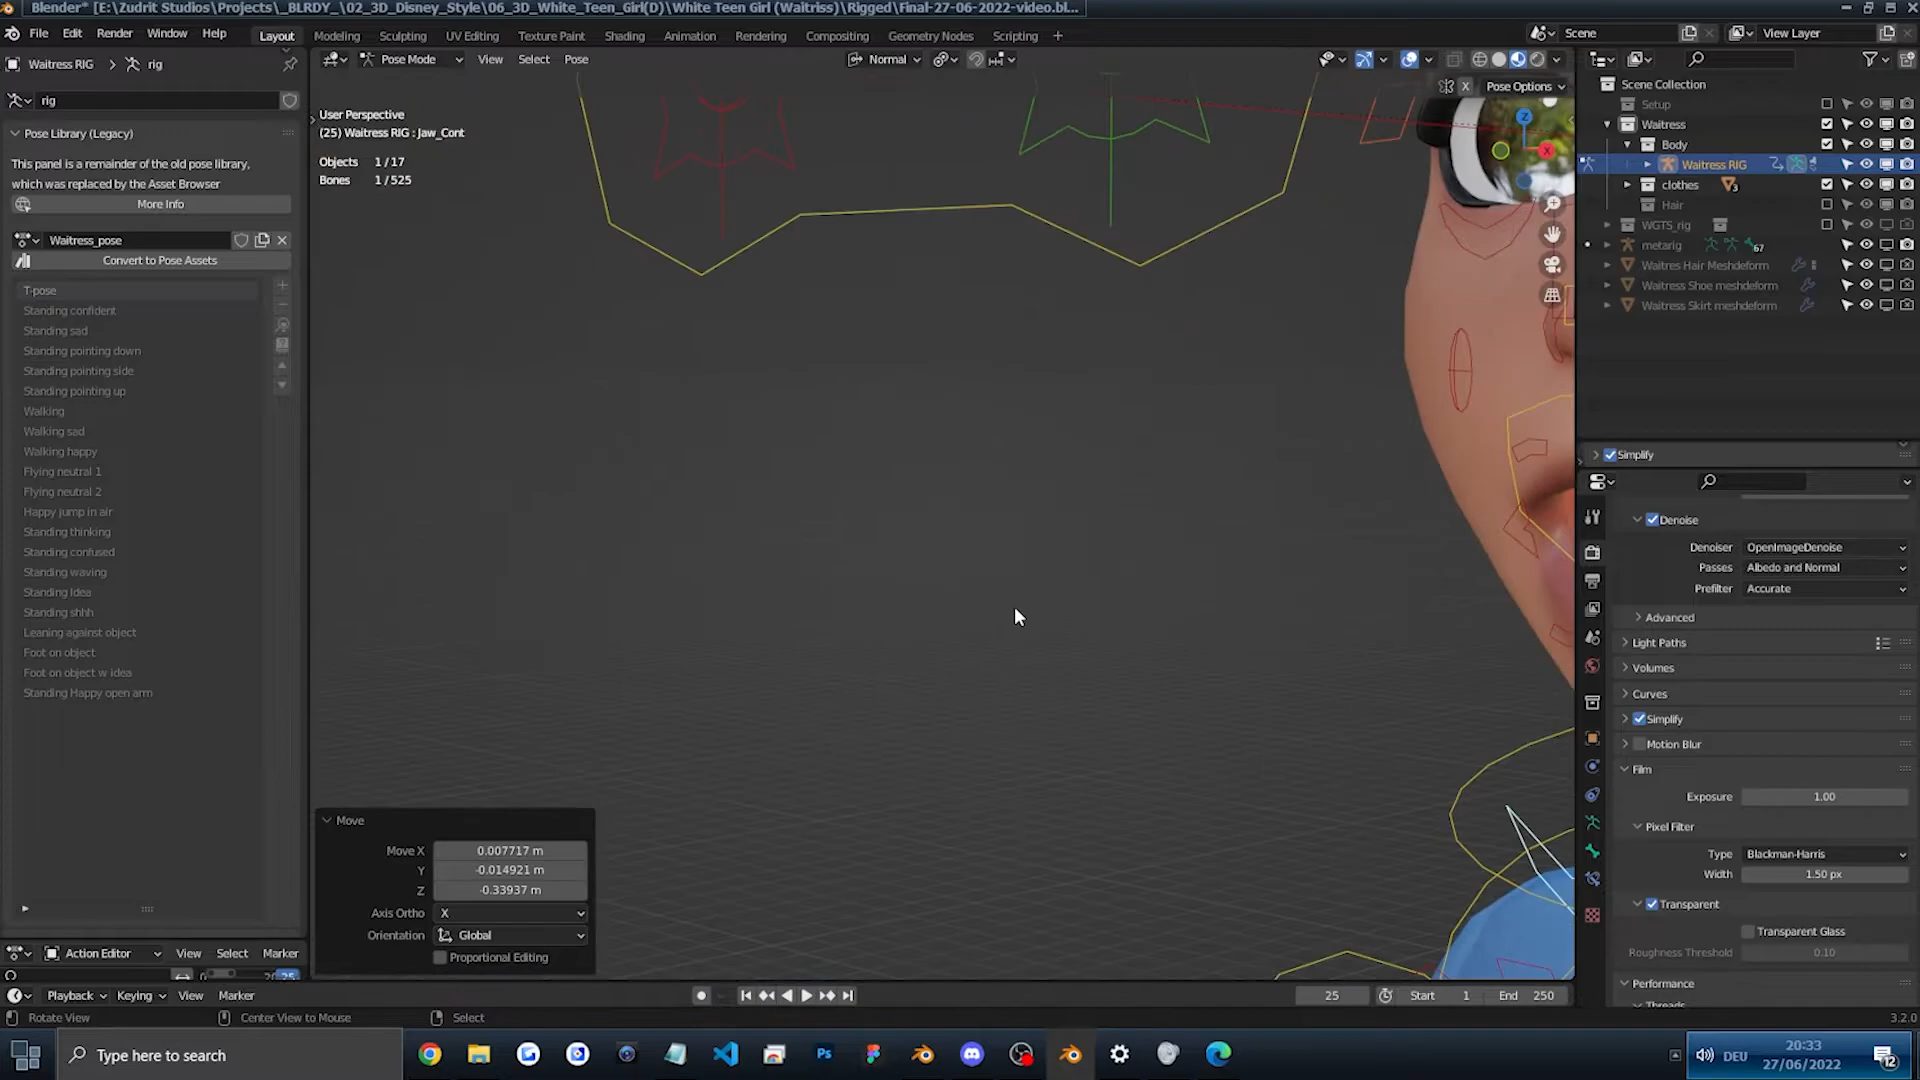 Blender* [E:\Zudrit Studios\Projects\_BLRDY_\02_3D_Disney_Style\06_3D_White_Teen_Girl(D)\White Teen Girl (Waitriss)\Rigged\Final-27-06-2022-video.bl...
File Edit Render Window Help Layout Modeling Sculpting UV Editing Texture Paint Shading Animation Rendering Compositing Geometry Nodes Scripting + Scene View Layer
Waitress RIG > rig Pose Mode View Select Pose Normal
rig
X Pose Options
Pose Library (Legacy)
This panel is a remainder of the old pose library,
which was replaced by the Asset Browser
More Info
Waitress_pose
Convert to Pose Assets
T-pose
Standing confident
Standing sad
Standing pointing down
Standing pointing side
Standing pointing up
Walking
Walking sad
Walking happy
Flying neutral 1
Flying neutral 2
Happy jump in air
Standing thinking
Standing confused
Standing waving
Standing Idea
Standing shhh
Leaning against object
Foot on object
Foot on object w idea
Standing Happy open arm
User Perspective
(25) Waitress RIG : Jaw_Cont
Objects 1/17
Bones 1/525
Z
X
Move
Move X 0.007717 m
Y -0.014921 m
Z -0.33937 m
Axis Ortho X
Orientation Global
Proportional Editing
Scene Collection
Setup
Waitress
Body
Waitress RIG
clothes 3
Hair
WGTS_rig
metarig 67
Waitres Hair Meshdeform
Waitress Shoe meshdeform
Waitress Skirt meshdeform
Simplify
Denoise
Denoiser OpenImageDenoise
Passes Albedo and Normal
Prefilter Accurate
Advanced
Light Paths
Volumes
Curves
Simplify
Motion Blur
Film
Exposure 1.00
Pixel Filter
Type Blackman-Harris
Width 1.50 px
Transparent
Transparent Glass
Roughness Threshold 0.10
Performance
Threads
Action Editor View Select Marker
Playback Keying View Marker 25 Start 1 End 250
Rotate View Center View to Mouse Select 3.2.0
Type here to search
Ps
DEU
20:33
27/06/2022
12